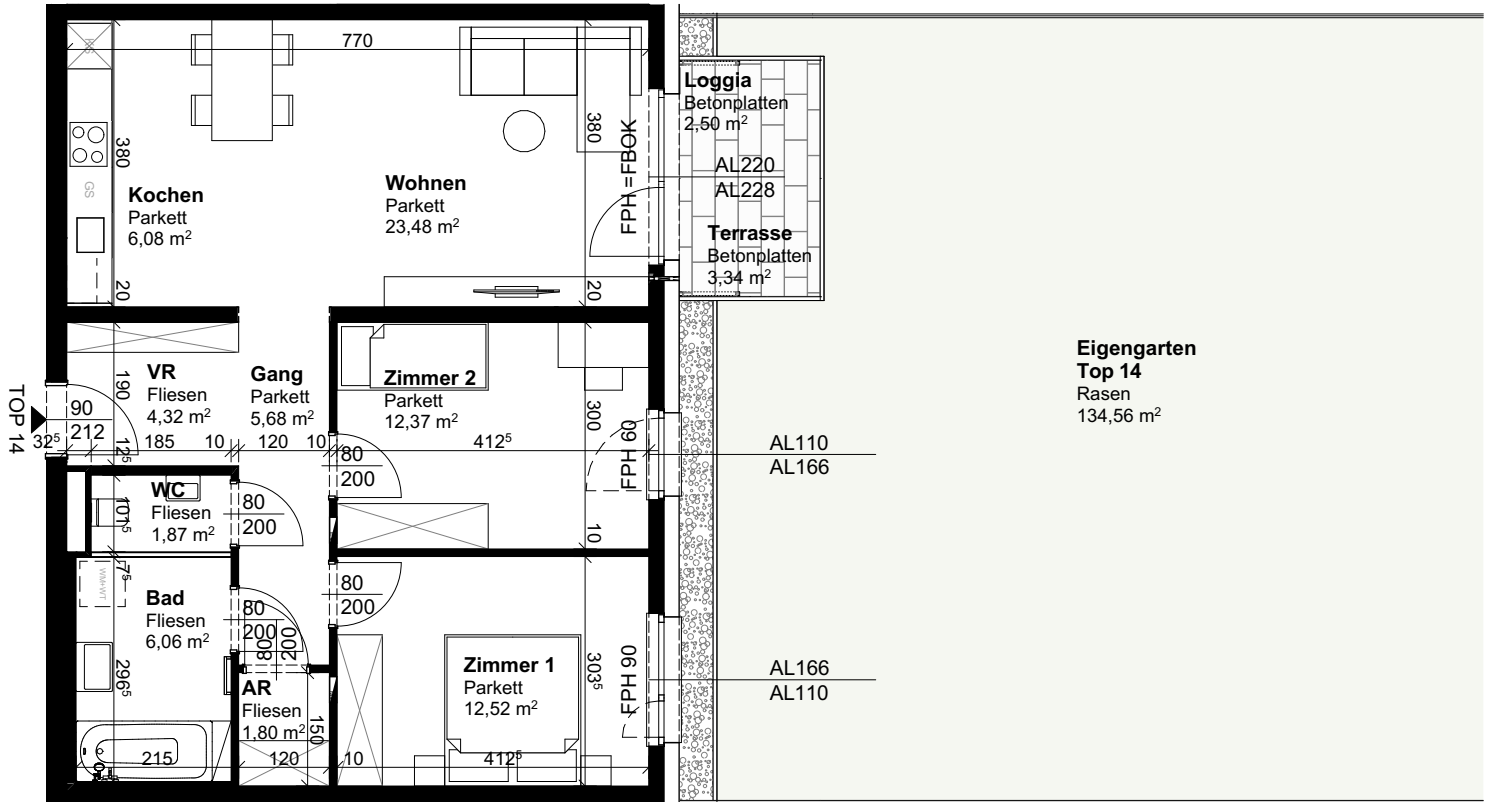 770
KGS
380
GS
20
Kochen
Parkett
6,08 m²
Wohnen
Parkett
23,48 m²
380
20
FPH =FBOK
Loggia
Betonplatten
2,50 m²
AL220
AL228
Terrasse
Betonplatten
3,34 m²
TOP 14
90
212
32⁵
190
12⁵
VR
Fliesen
4,32 m²
185
10
Gang
Parkett
5,68 m²
120
10
Zimmer 2
Parkett
12,37 m²
412⁵
300
10
80
200
FPH 60
AL110
AL166
Eigengarten
Top 14
Rasen
134,56 m²
WC
Fliesen
1,87 m²
101⁵
80
200
7⁵
WM+WT
Bad
Fliesen
6,06 m²
296⁵
80
200
80
200
80
200
AR
Fliesen
1,80 m²
150
Zimmer 1
Parkett
12,52 m²
303⁵
FPH 90
AL166
AL110
215
120
10
412⁵